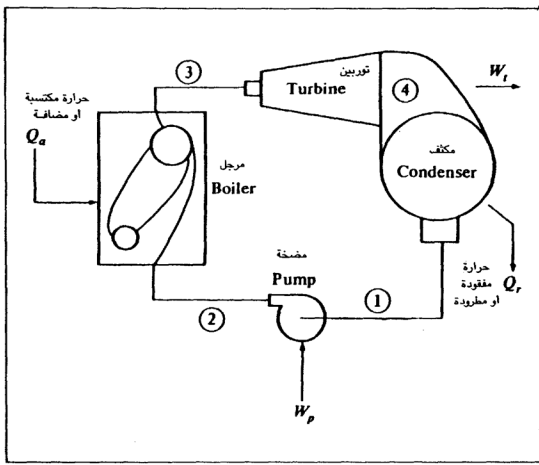 3
توربين
Turbine
4
W_t
حرارة مكتسبة
او مضافة
Q_a
مرجل
Boiler
مكثف
Condenser
مضخة
Pump
حرارة
مفقودة
او مطرودة
Q_r
1
2
W_p